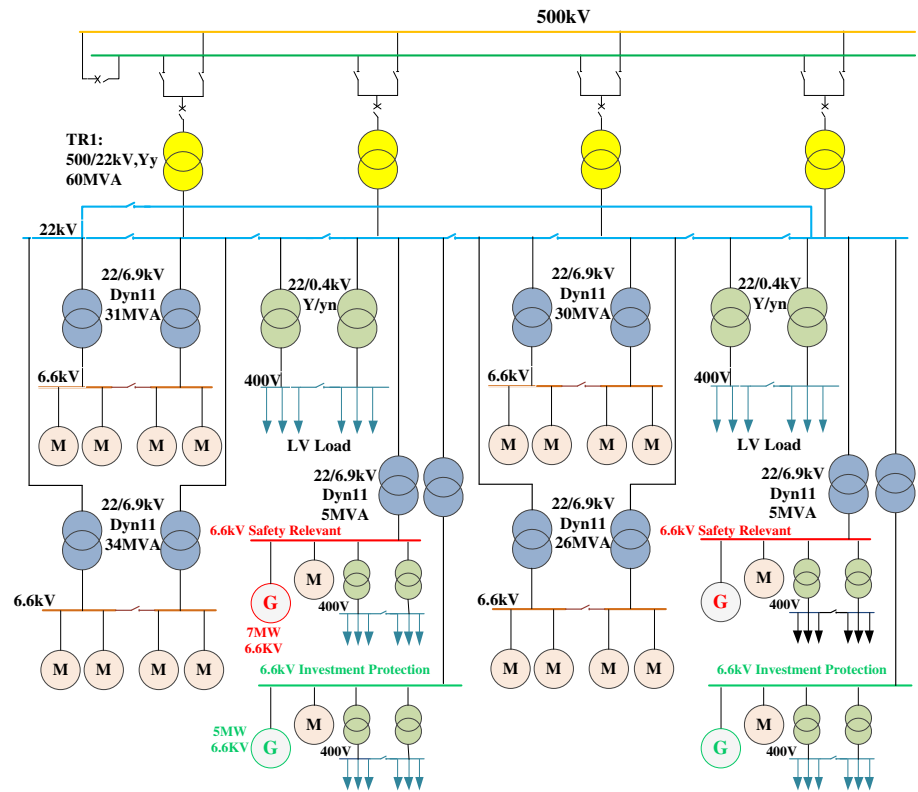 500kV
TR1:
500/22kV,Yy
60MVA
22kV
22/6.9kV
Dyn11
31MVA
22/0.4kV
Y/yn
22/6.9kV
Dyn11
30MVA
22/0.4kV
Y/yn
6.6kV
400V
6.6kV
400V
M
M
M
M
LV Load
M
M
M
M
LV Load
22/6.9kV
Dyn11
34MVA
22/6.9kV
Dyn11
5MVA
22/6.9kV
Dyn11
26MVA
22/6.9kV
Dyn11
5MVA
6.6kV Safety Relevant
6.6kV Safety Relevant
6.6kV
G
M
400V
6.6kV
G
M
400V
7MW
6.6KV
M
M
M
M
M
M
M
M
6.6kV Investment Protection
6.6kV Investment Protection
5MW
6.6KV
G
M
400V
G
M
400V